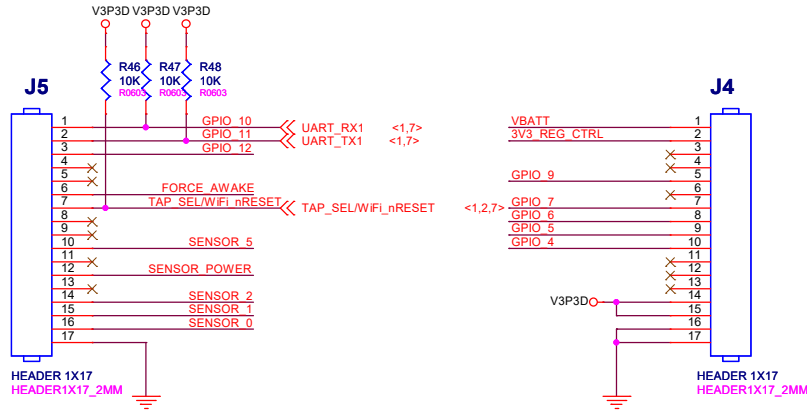 V3P3D V3P3D V3P3D
R46 R47 R48
10K 10K 10K
R0603 R0603 R0603
J5
1 GPIO_10 UART_RX1 <1,7>
2 GPIO_11 UART_TX1 <1,7>
3 GPIO_12
4
5
6 FORCE_AWAKE
7 TAP_SEL/WiFi_nRESET TAP_SEL/WiFi_nRESET <1,2,7>
8
9
10 SENSOR_5
11
12 SENSOR_POWER
13
14 SENSOR_2
15 SENSOR_1
16 SENSOR_0
17
HEADER 1X17
HEADER1X17_2MM
J4
VBATT 1
3V3_REG_CTRL 2
3
4
GPIO_9 5
6
GPIO_7 7
GPIO_6 8
GPIO_5 9
GPIO_4 10
11
12
13
V3P3D 14
15
16
17
HEADER 1X17
HEADER1X17_2MM